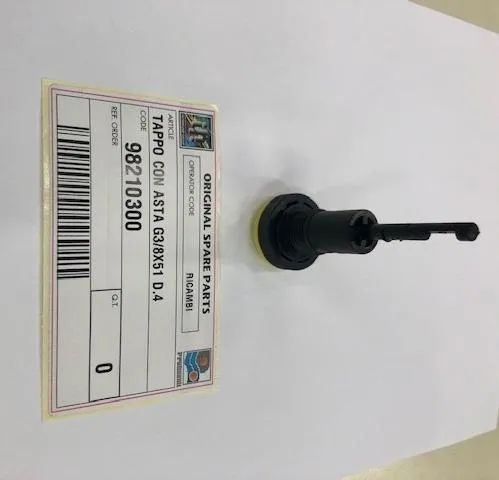 ORIGINAL SPARE PARTS
OPERATOR CODE
RICAMBI
ARTICLE
TAPPO CON ASTA G3/8X51 D.4
CODE
98210300
REF. ORDER
Q.T.
0